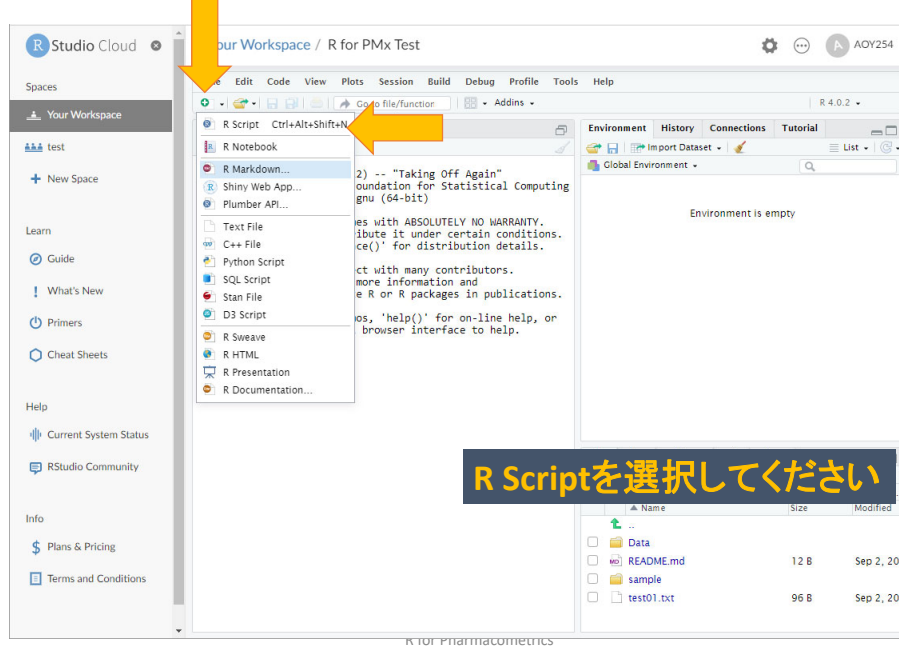 R Studio Cloud
our Workspace / R for PMx Test
AOY254
Spaces
Your Workspace
test
New Space
Learn
Guide
What's New
Primers
Cheat Sheets
Help
Current System Status
RStudio Community
Info
Plans & Pricing
Terms and Conditions
Edit Code View Plots Session Build Debug Profile Tools Help
Go to file/function Addins R 4.0.2
R Script Ctrl+Alt+Shift+N
R Notebook
R Markdown...
Shiny Web App...
Plumber API...
Text File
C++ File
Python Script
SQL Script
Stan File
D3 Script
R Sweave
R HTML
R Presentation
R Documentation...
2) -- "Taking Off Again"
oundation for Statistical Computing
gnu (64-bit)
es with ABSOLUTELY NO WARRANTY.
ibute it under certain conditions.
ce()' for distribution details.
ct with many contributors.
more information and
e R or R packages in publications.
os, 'help()' for on-line help, or
browser interface to help.
Environment History Connections Tutorial
Import Dataset List
Global Environment
Environment is empty
R Scriptを選択してください
Name Size Modified
..
Data
README.md 12 B Sep 2, 20
sample
test01.txt 96 B Sep 2, 20
R for Pharmacometrics